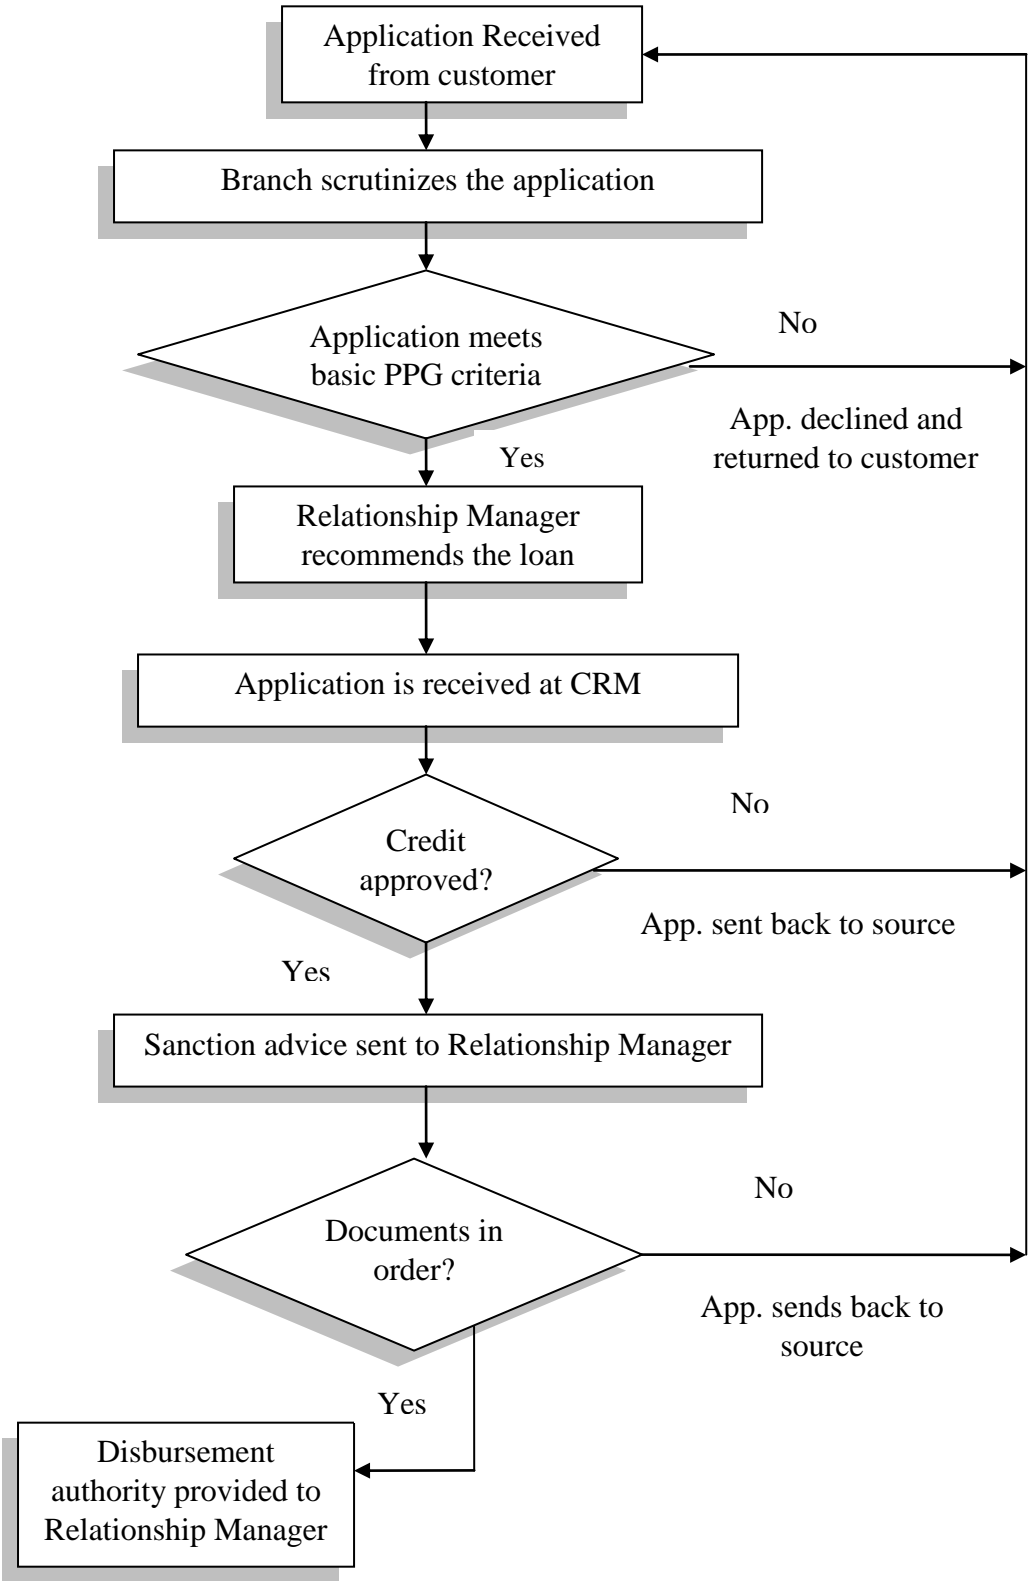 Application Received
from customer
Branch scrutinizes the application
No
Application meets
basic PPG criteria
App. declined and
returned to customer
Yes
Relationship Manager
recommends the loan
Application is received at CRM
No
Credit
approved?
App. sent back to source
Yes
Sanction advice sent to Relationship Manager
No
Documents in
order?
App. sends back to
source
Yes
Disbursement
authority provided to
Relationship Manager